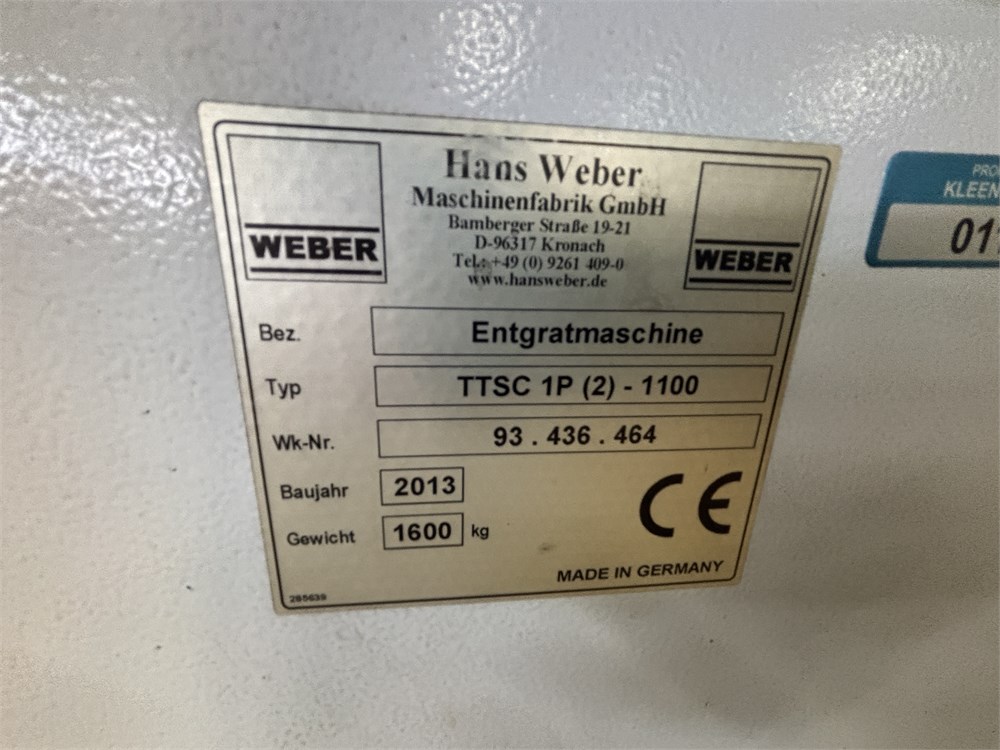 Hans Weber
Maschinenfabrik GmbH
Bamberger Straße 19-21
D-96317 Kronach
Tel.: +49 (0) 9261 409-0
www.hansweber.de
WEBER
WEBER
Bez. Entgratmaschine
Typ TTSC 1P (2) - 1100
Wk-Nr. 93 . 436 . 464
Baujahr 2013
Gewicht 1600 kg
CE
MADE IN GERMANY
285639